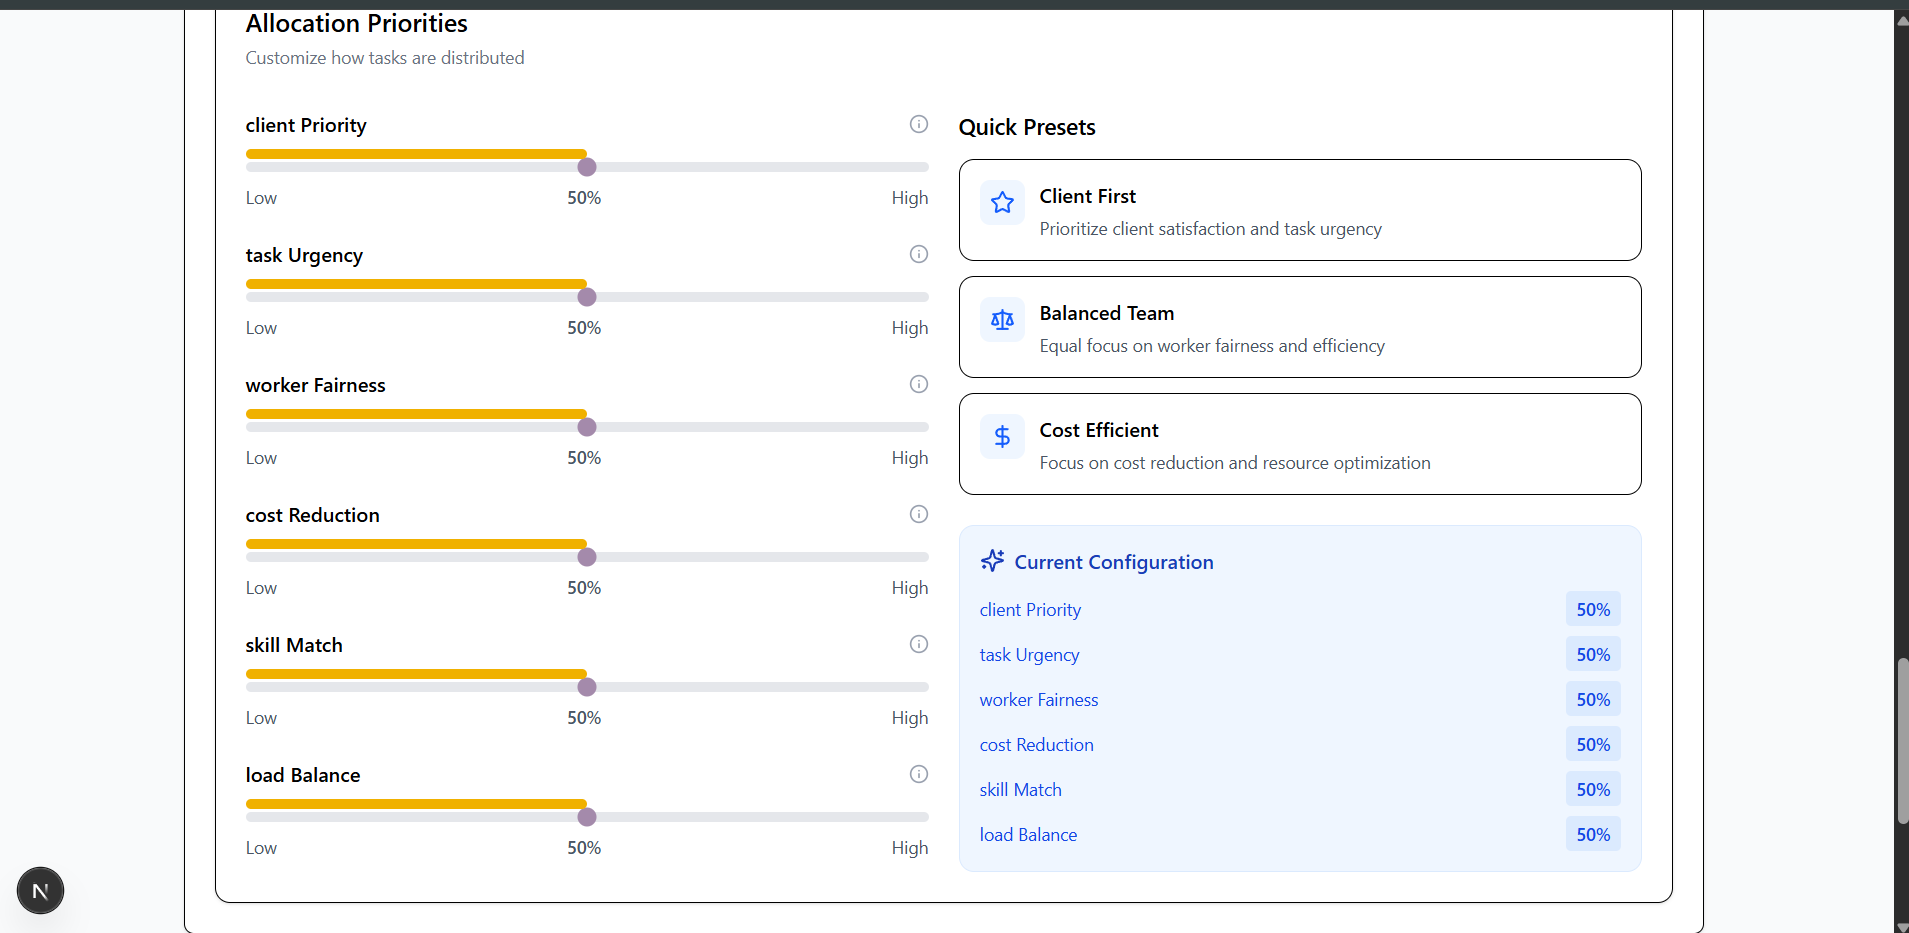 Allocation Priorities
Customize how tasks are distributed
client Priority
Low 50% High
task Urgency
Low 50% High
worker Fairness
Low 50% High
cost Reduction
Low 50% High
skill Match
Low 50% High
load Balance
Low 50% High
Quick Presets
Client First
Prioritize client satisfaction and task urgency
Balanced Team
Equal focus on worker fairness and efficiency
Cost Efficient
Focus on cost reduction and resource optimization
Current Configuration
client Priority 50%
task Urgency 50%
worker Fairness 50%
cost Reduction 50%
skill Match 50%
load Balance 50%
N